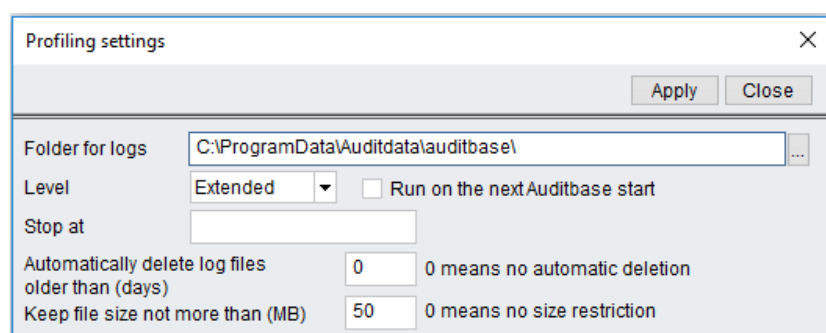 Profiling settings
Apply Close
Folder for logs C:\ProgramData\Auditdata\auditbase\ ...
Level Extended Run on the next Auditbase start
Stop at
Automatically delete log files
older than (days) 0 0 means no automatic deletion
Keep file size not more than (MB) 50 0 means no size restriction